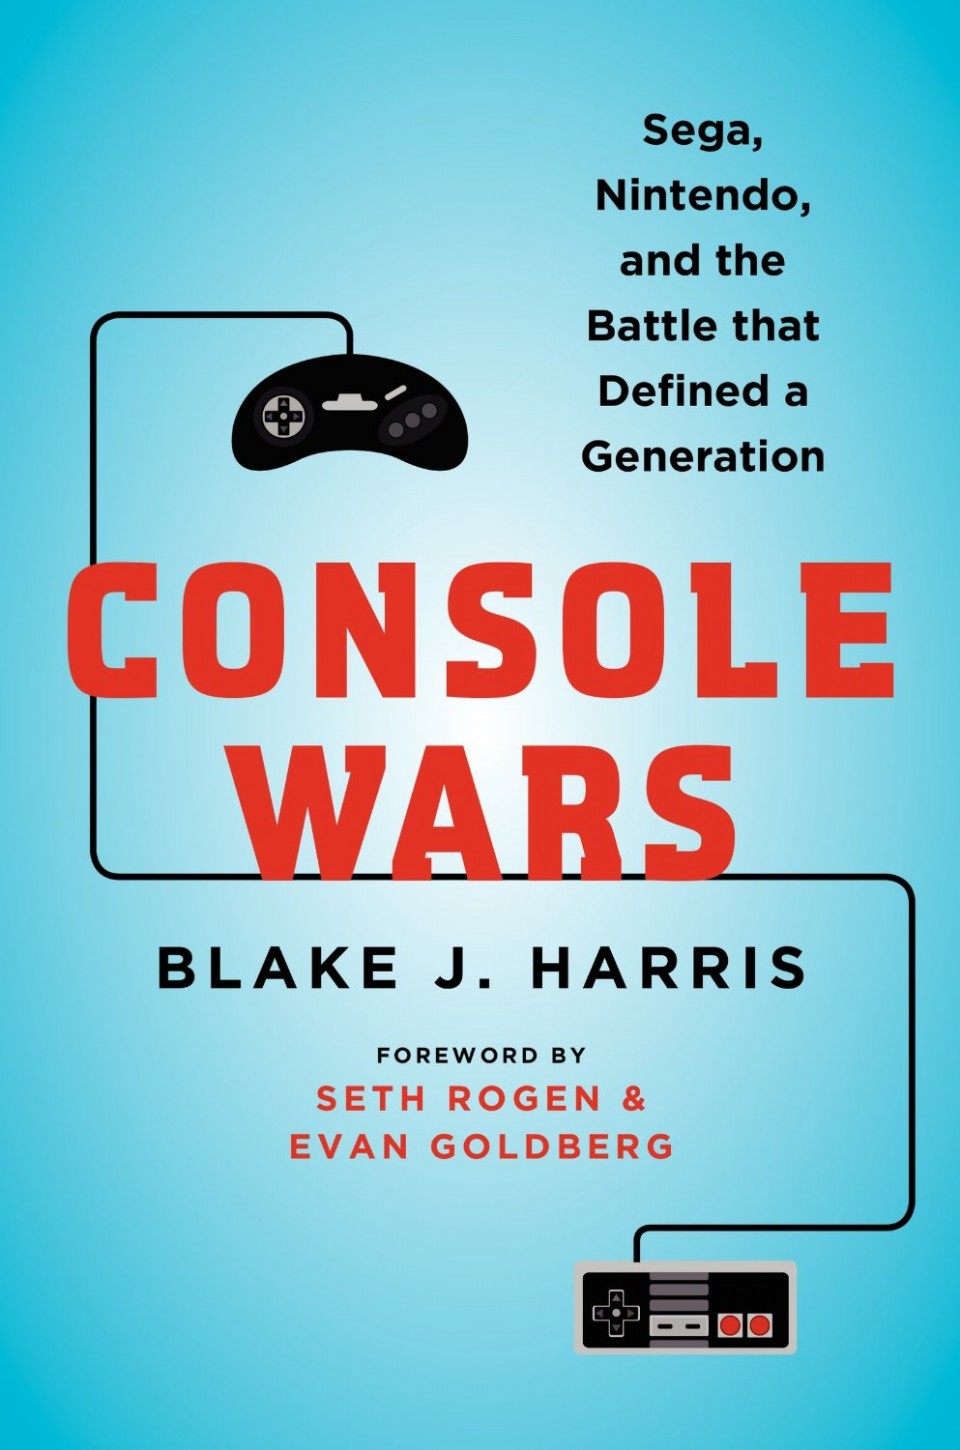 Sega,
Nintendo,
and the
Battle that
Defined a
Generation
CONSOLE
WARS
BLAKE J. HARRIS
FOREWORD BY
SETH ROGEN &
EVAN GOLDBERG